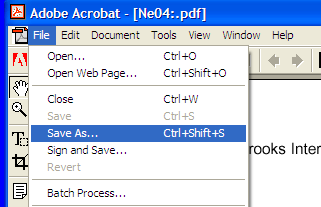 Adobe Acrobat - [Ne04:.pdf]
File Edit Document Tools View Window Help
Open... Ctrl+O
Open Web Page... Ctrl+Shift+O
Close Ctrl+W
Save Ctrl+S
Save As... Ctrl+Shift+S
rooks Inter
Sign and Save...
Revert
Batch Process...